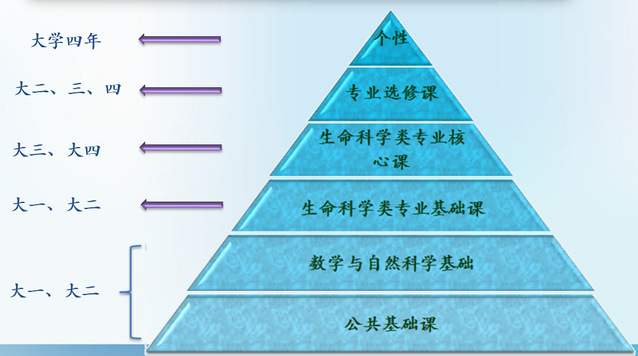 大学四年
个性
大二、三、四
专业选修课
大三、大四
生命科学类专业核
心课
大一、大二
生命科学类专业基础课
数学与自然科学基础
大一、大二
公共基础课